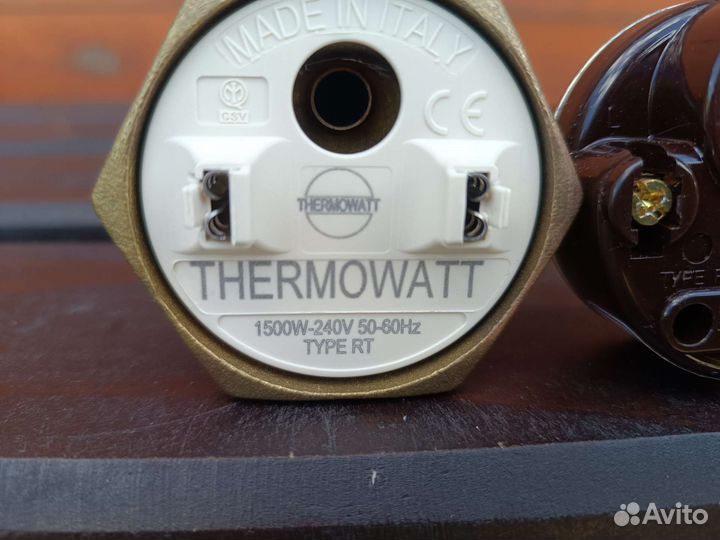 MADE IN ITALY
CSV
CE
THERMOWATT
THERMOWATT
1500W-240V 50-60Hz
TYPE RT
TYPE
Avito